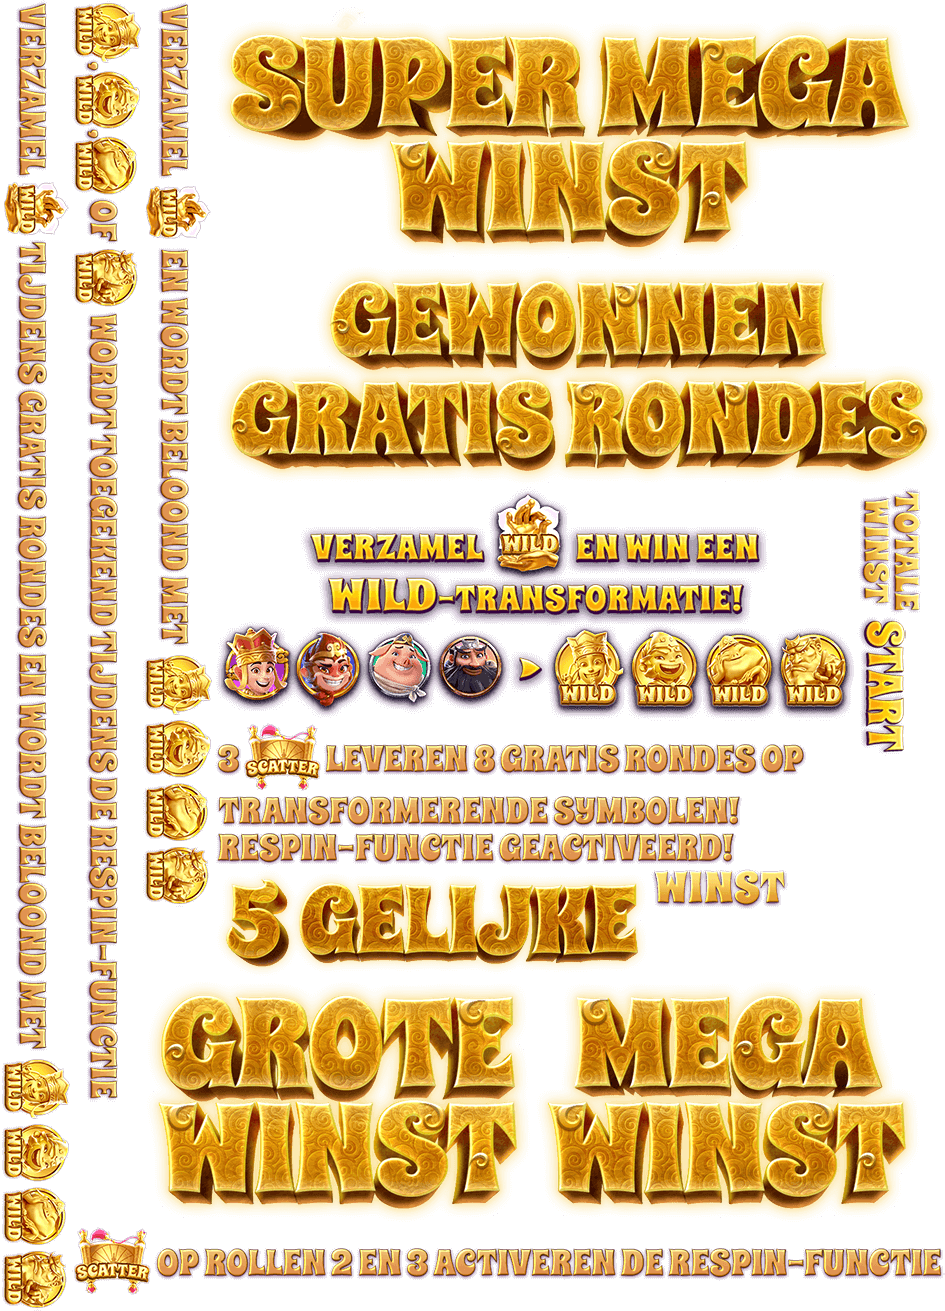 VERZAMEL WILD TIJDENS GRATIS RONDES EN WORDT BELOOND MET WILD WILD WILD WILD
WILD, WILD, WILD OF WILD WORDT TOEGEKEND TIJDENS DE RESPIN-FUNCTIE
VERZAMEL WILD EN WORDT BELOOND MET WILD WILD WILD WILD
SUPER MEGA
WINST
GEWONNEN
GRATIS RONDES
VERZAMEL WILD EN WIN EEN
WILD-TRANSFORMATIE!
WILD WILD WILD WILD
TOTALE
WINST
START
3 SCATTER LEVEREN 8 GRATIS RONDES OP
TRANSFORMERENDE SYMBOLEN!
RESPIN-FUNCTIE GEACTIVEERD!
WINST
5 GELIJKE
GROTE
WINST
MEGA
WINST
SCATTER OP ROLLEN 2 EN 3 ACTIVEREN DE RESPIN-FUNCTIE